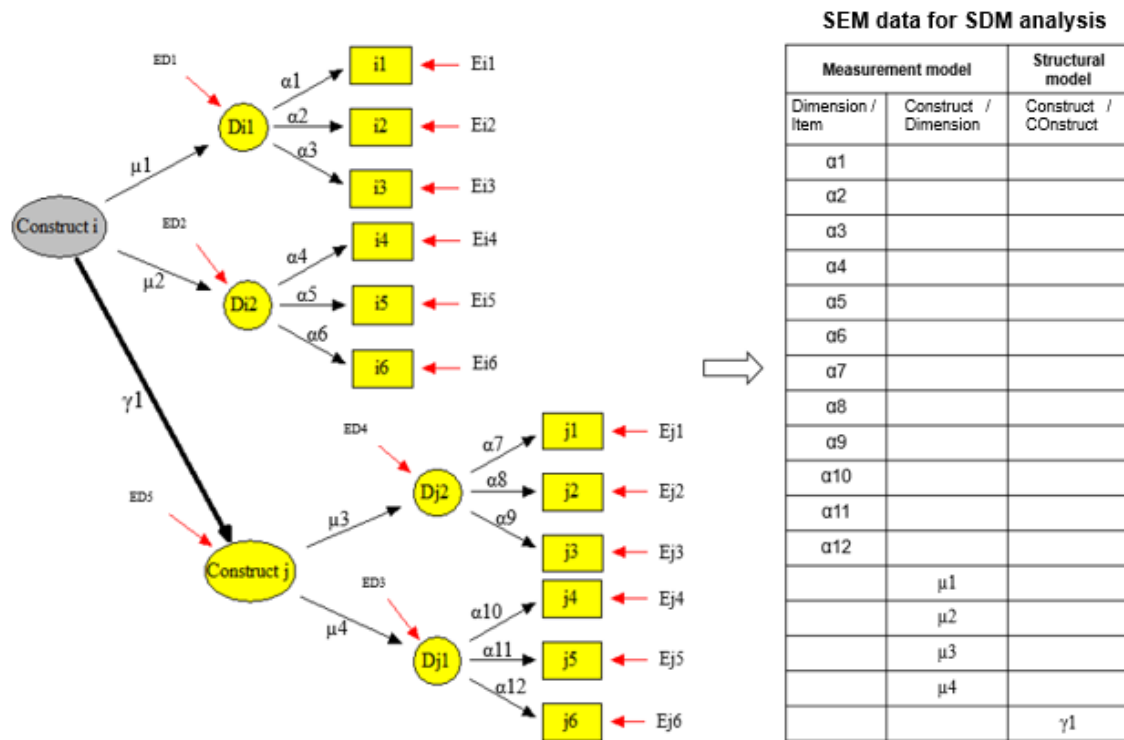 SEM data for SDM analysis
Measurement model
Structural
model
Dimension /
Item
Construct /
Dimension
Construct /
COnstruct
α1
α2
α3
α4
α5
α6
α7
α8
α9
α10
α11
α12
μ1
μ2
μ3
μ4
γ1
ED1
Di1
μ1
α1
α2
α3
i1
Ei1
i2
Ei2
i3
Ei3
Construct i
ED2
Di2
μ2
α4
α5
α6
i4
Ei4
i5
Ei5
i6
Ei6
γ1
ED5
Construct j
ED4
Dj2
μ3
α7
α8
α9
j1
Ej1
j2
Ej2
j3
Ej3
ED3
Dj1
μ4
α10
α11
α12
j4
Ej4
j5
Ej5
j6
Ej6